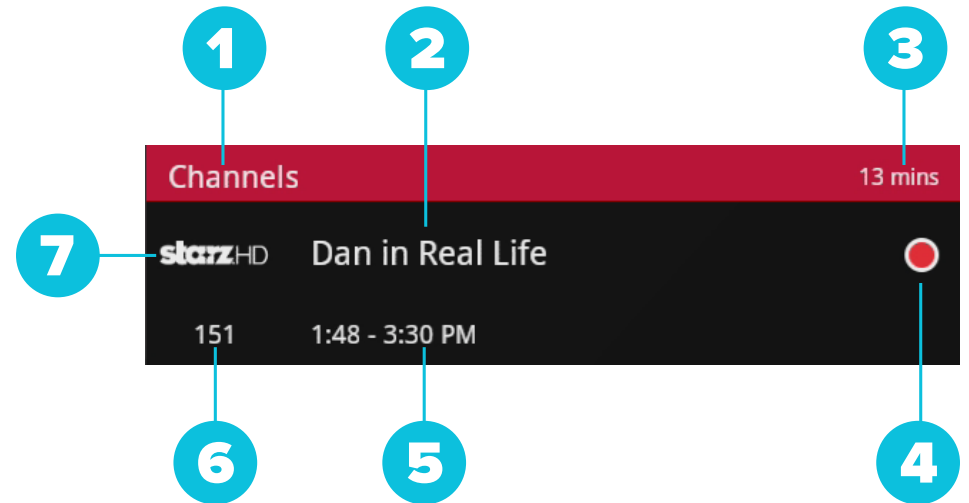 1 2 3
Channels 13 mins
7 starz HD Dan in Real Life
151 1:48 - 3:30 PM
6 5 4